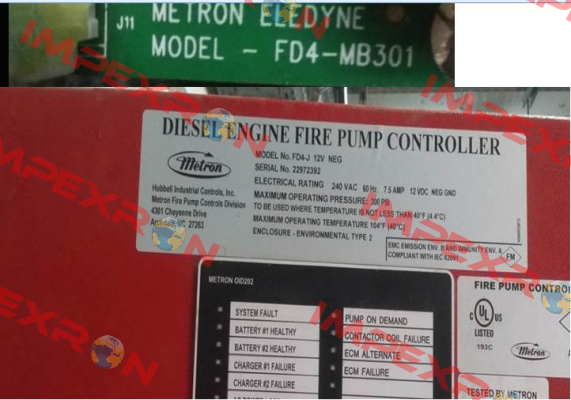 J11 METRON ELEDYNE
MODEL - FD4-MB301
DIESEL ENGINE FIRE PUMP CONTROLLER
Metron
MODEL No. FD4-J 12V NEG
SERIAL No. 22972392
ELECTRICAL RATING 240 VAC 60 Hz. 7.5 AMP 12 VDC NEG GND
MAXIMUM OPERATING PRESSURE: 300 PSI
TO BE USED WHERE TEMPERATURE IS NOT LESS THAN 40°F (4.4°C)
MAXIMUM OPERATING TEMPERATURE 104°F (40°C)
ENCLOSURE - ENVIRONMENTAL TYPE 2
Hubbell Industrial Controls, Inc.
Metron Fire Pump Controls Division
4301 Cheyenne Drive
NC 27263
EMC EMISSION ENV. B AND IMMUNITY ENV. A
COMPLIANT WITH IEC 62091
FM
METRON OID202
SYSTEM FAULT
BATTERY #1 HEALTHY
BATTERY #2 HEALTHY
CHARGER #1 FAILURE
CHARGER #2 FAILURE
PUMP ON DEMAND
CONTACTOR COIL FAILURE
ECM ALTERNATE
ECM FAILURE
FIRE PUMP CONTROL
C UL US
LISTED
193C
Metron
TESTED BY METRON
IMPEXRON